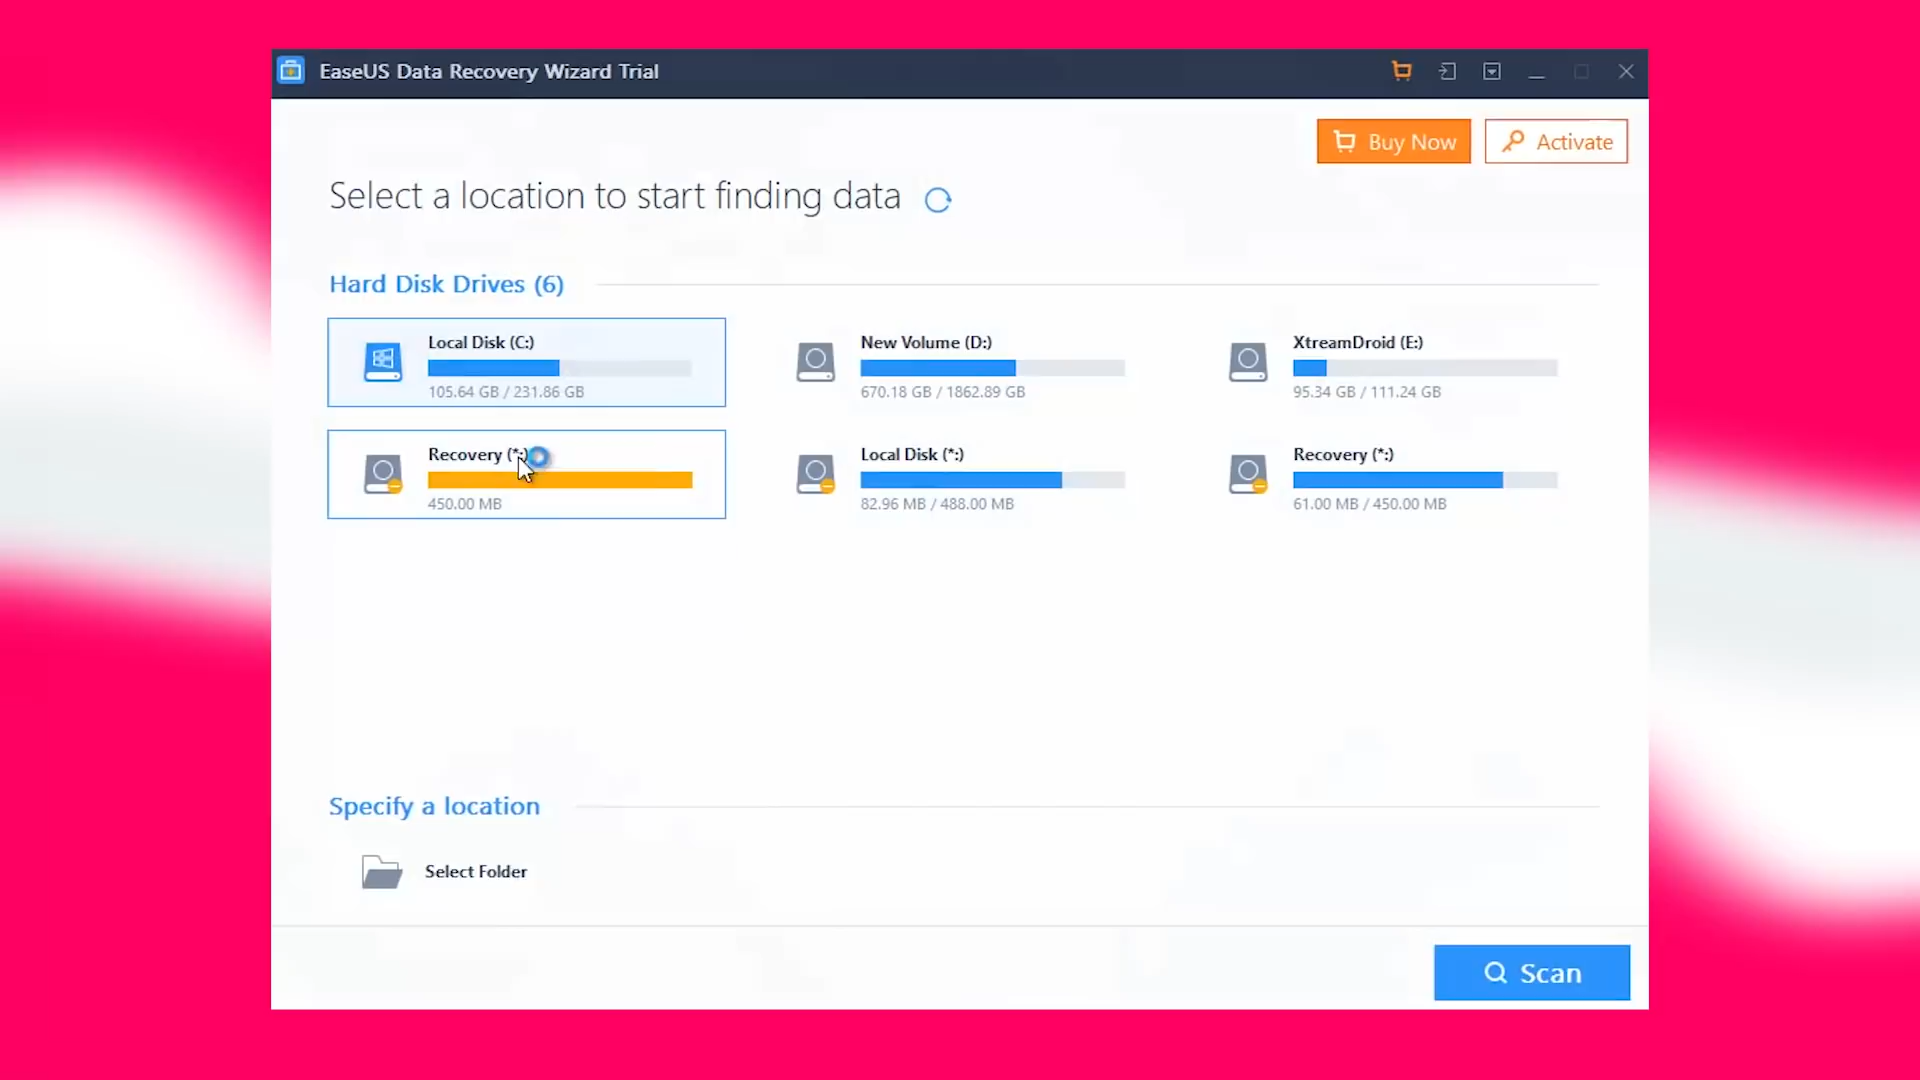 EaseUS Data Recovery Wizard Trial
Buy Now
Activate
Select a location to start finding data
Hard Disk Drives (6)
Local Disk (C:)
105.64 GB / 231.86 GB
New Volume (D:)
670.18 GB / 1862.89 GB
XtreamDroid (E:)
95.34 GB / 111.24 GB
Recovery (*:)
450.00 MB
Local Disk (*:)
82.96 MB / 488.00 MB
Recovery (*:)
61.00 MB / 450.00 MB
Specify a location
Select Folder
Scan